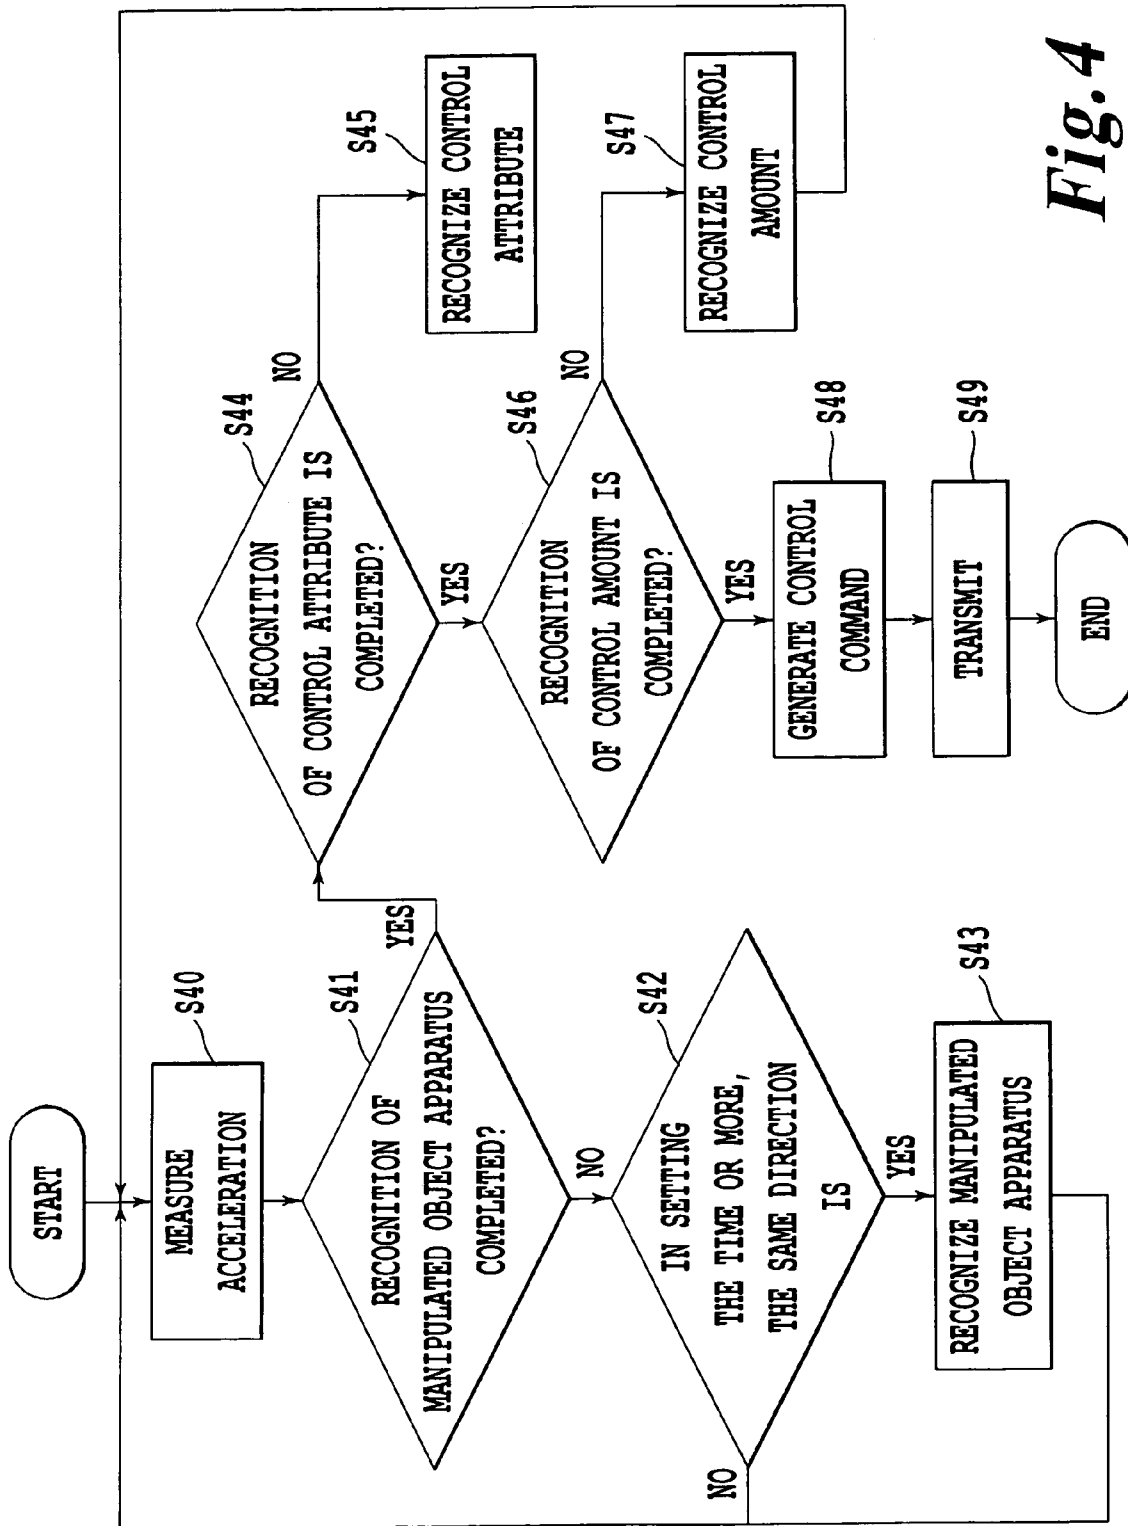 START
MEASURE
ACCELERATION
S40
RECOGNITION OF
MANIPULATED OBJECT APPARATUS
COMPLETED?
S41
YES
NO
IN SETTING
THE TIME OR MORE,
THE SAME DIRECTION
IS
S42
NO
YES
RECOGNIZE MANIPULATED
OBJECT APPARATUS
S43
RECOGNITION
OF CONTROL ATTRIBUTE IS
COMPLETED?
S44
NO
YES
RECOGNIZE CONTROL
ATTRIBUTE
S45
RECOGNITION
OF CONTROL AMOUNT IS
COMPLETED?
S46
NO
YES
RECOGNIZE CONTROL
AMOUNT
S47
GENERATE CONTROL
COMMAND
S48
TRANSMIT
S49
END
Fig. 4